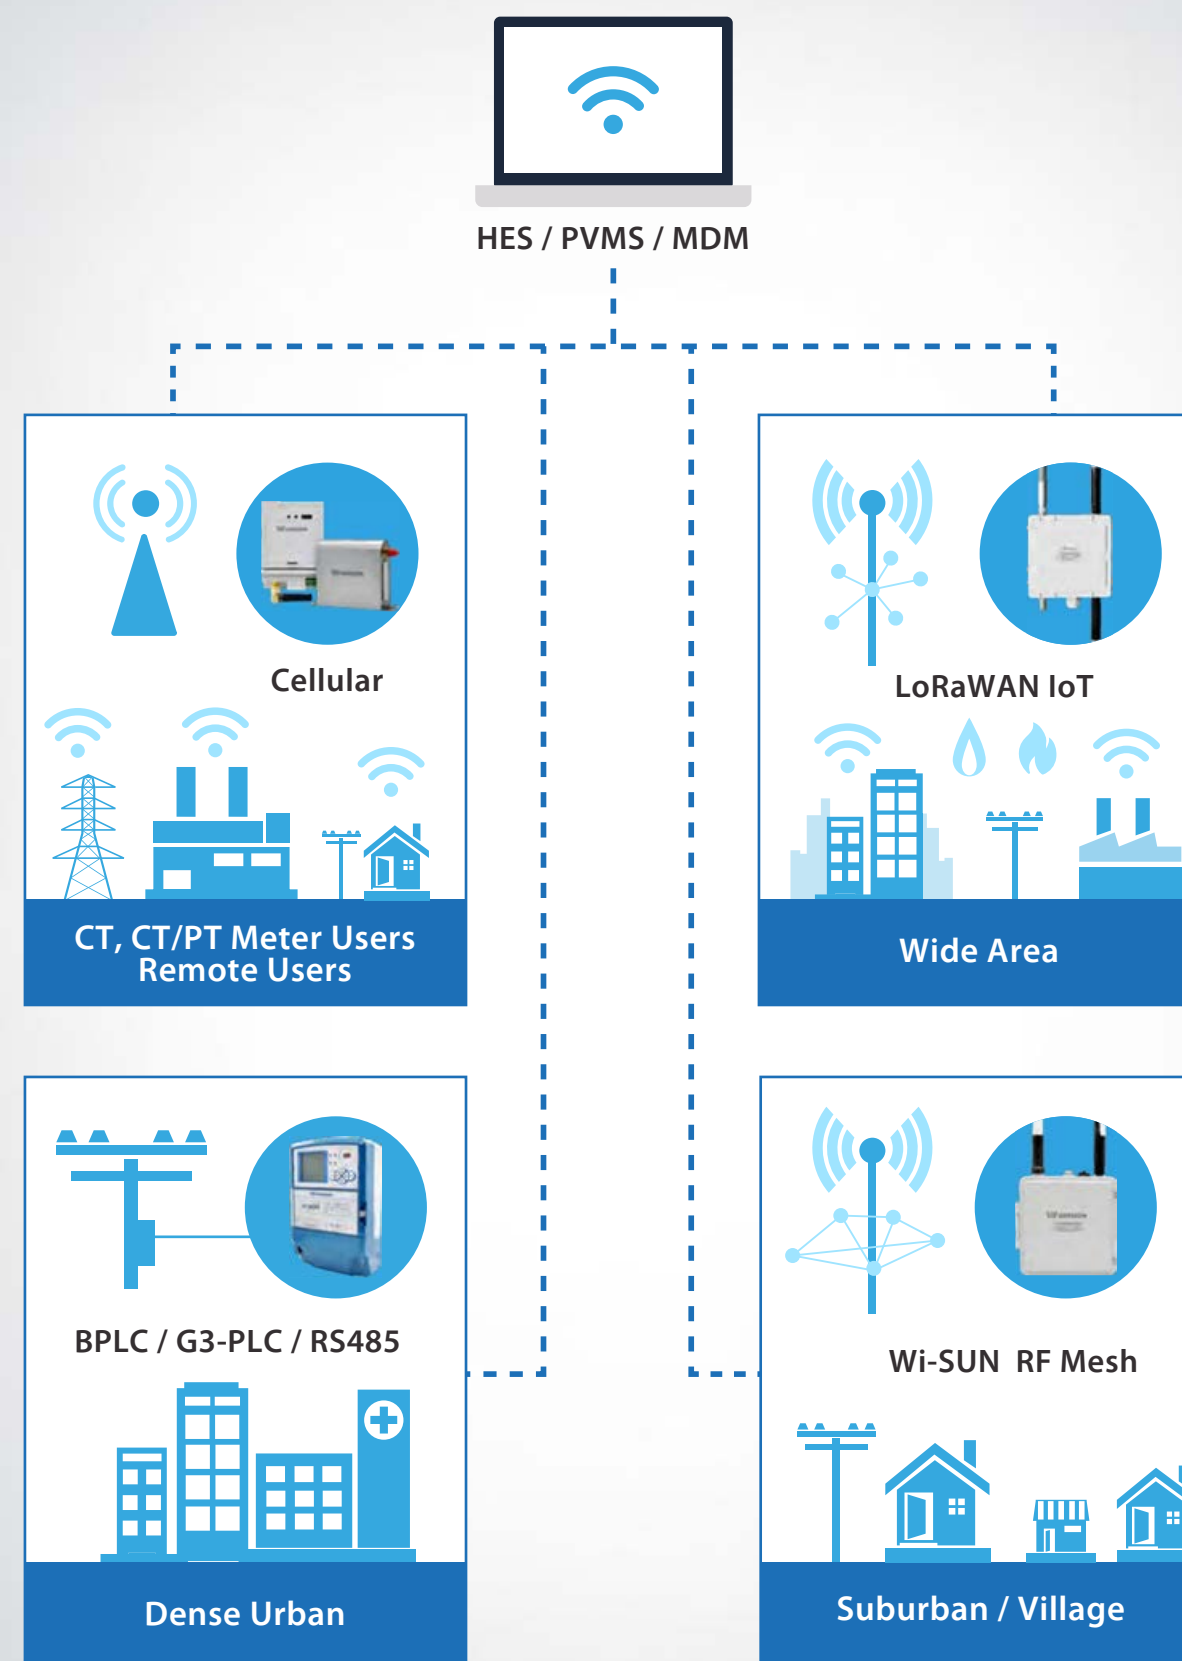 HES / PVMS / MDM
Cellular
CT, CT/PT Meter Users
Remote Users
LoRaWAN IoT
Wide Area
BPLC / G3-PLC / RS485
Dense Urban
Wi-SUN RF Mesh
Suburban / Village